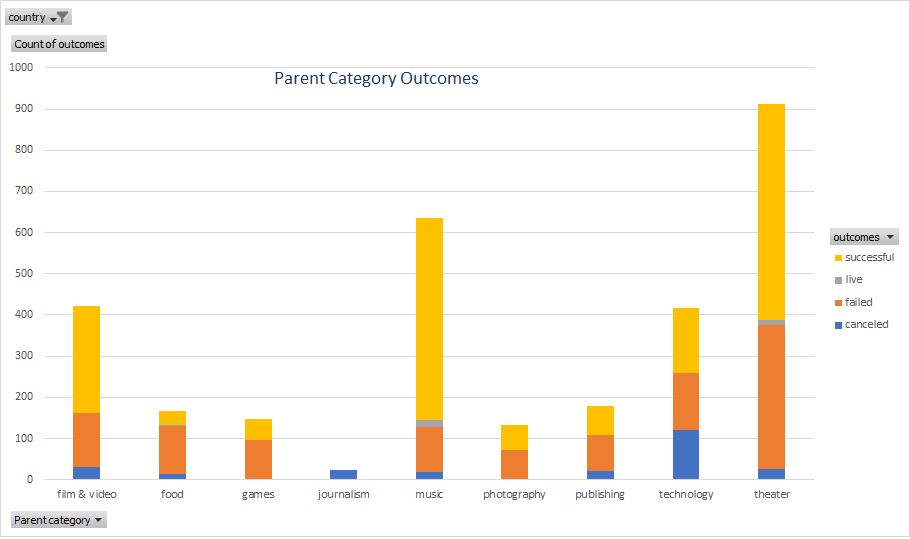 country
Count of outcomes
Parent Category Outcomes
1000
900
800
700
600
500
400
300
200
100
0
film & video food games journalism music photography publishing technology theater
outcomes
successful
live
failed
canceled
Parent category